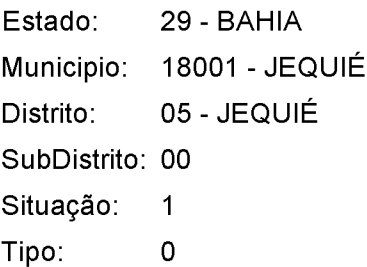 Estado: 29 - BAHIA
Municipio: 18001 - JEQUIÉ
Distrito: 05 - JEQUIÉ
SubDistrito: 00
Situação: 1
Tipo: 0